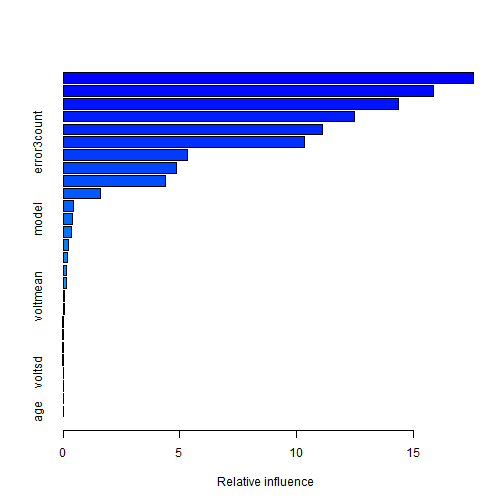 error3count
model
voltmean
voltsd
age
0 5 10 15
Relative influence